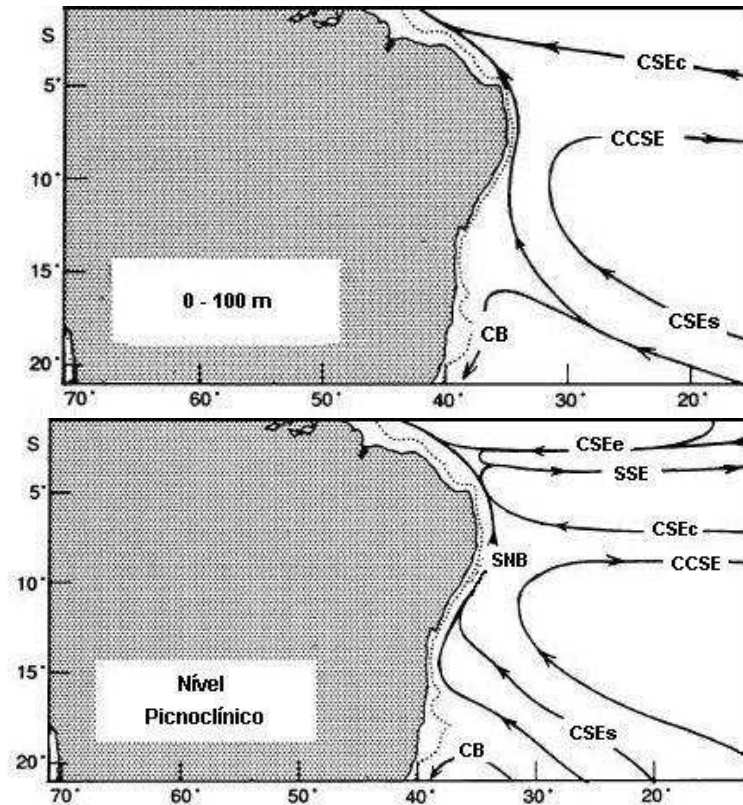 S
5°
10°
15°
20°
CSEc
CCSE
CSEs
CB
0 - 100 m
70° 60° 50° 40° 30° 20°
S
5°
10°
15°
20°
CSEe
SSE
CSEc
CCSE
SNB
CSEs
CB
Nível
Picnoclínico
70° 60° 50° 40° 30° 20°